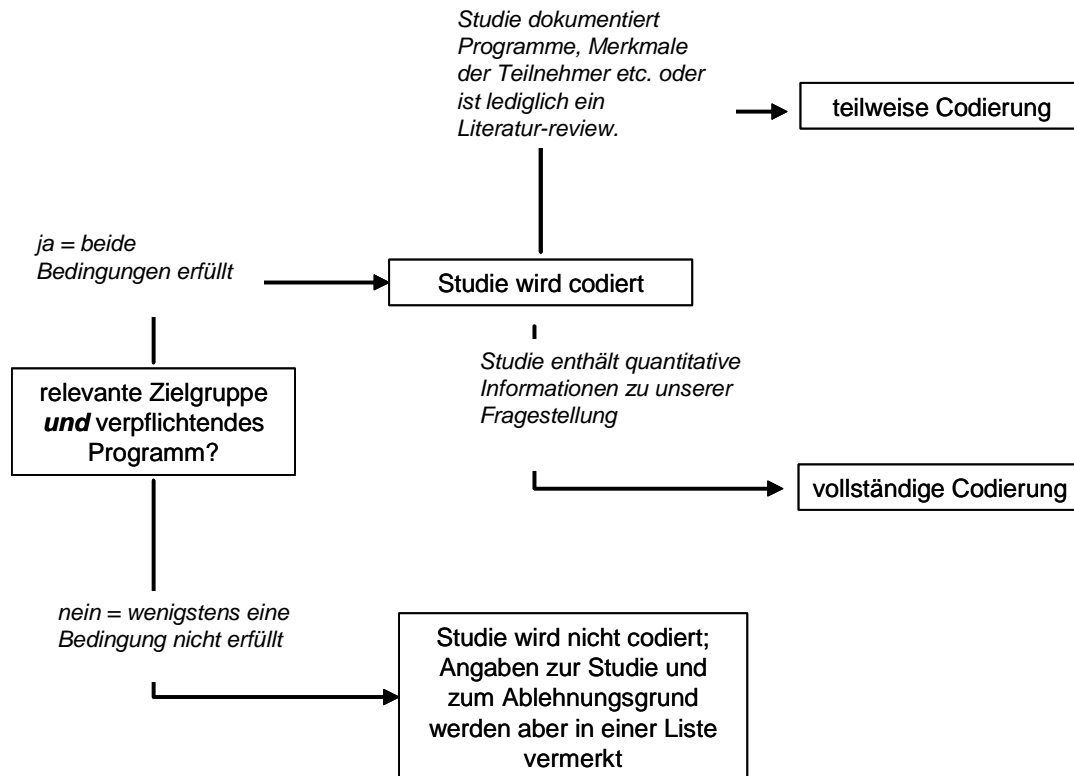 Studie dokumentiert
Programme, Merkmale
der Teilnehmer etc. oder
ist lediglich ein
Literatur-review.
teilweise Codierung
ja = beide
Bedingungen erfüllt
Studie wird codiert
Studie enthält quantitative
Informationen zu unserer
Fragestellung
relevante Zielgruppe
und verpflichtendes
Programm?
vollständige Codierung
nein = wenigstens eine
Bedingung nicht erfüllt
Studie wird nicht codiert;
Angaben zur Studie und
zum Ablehnungsgrund
werden aber in einer Liste
vermerkt